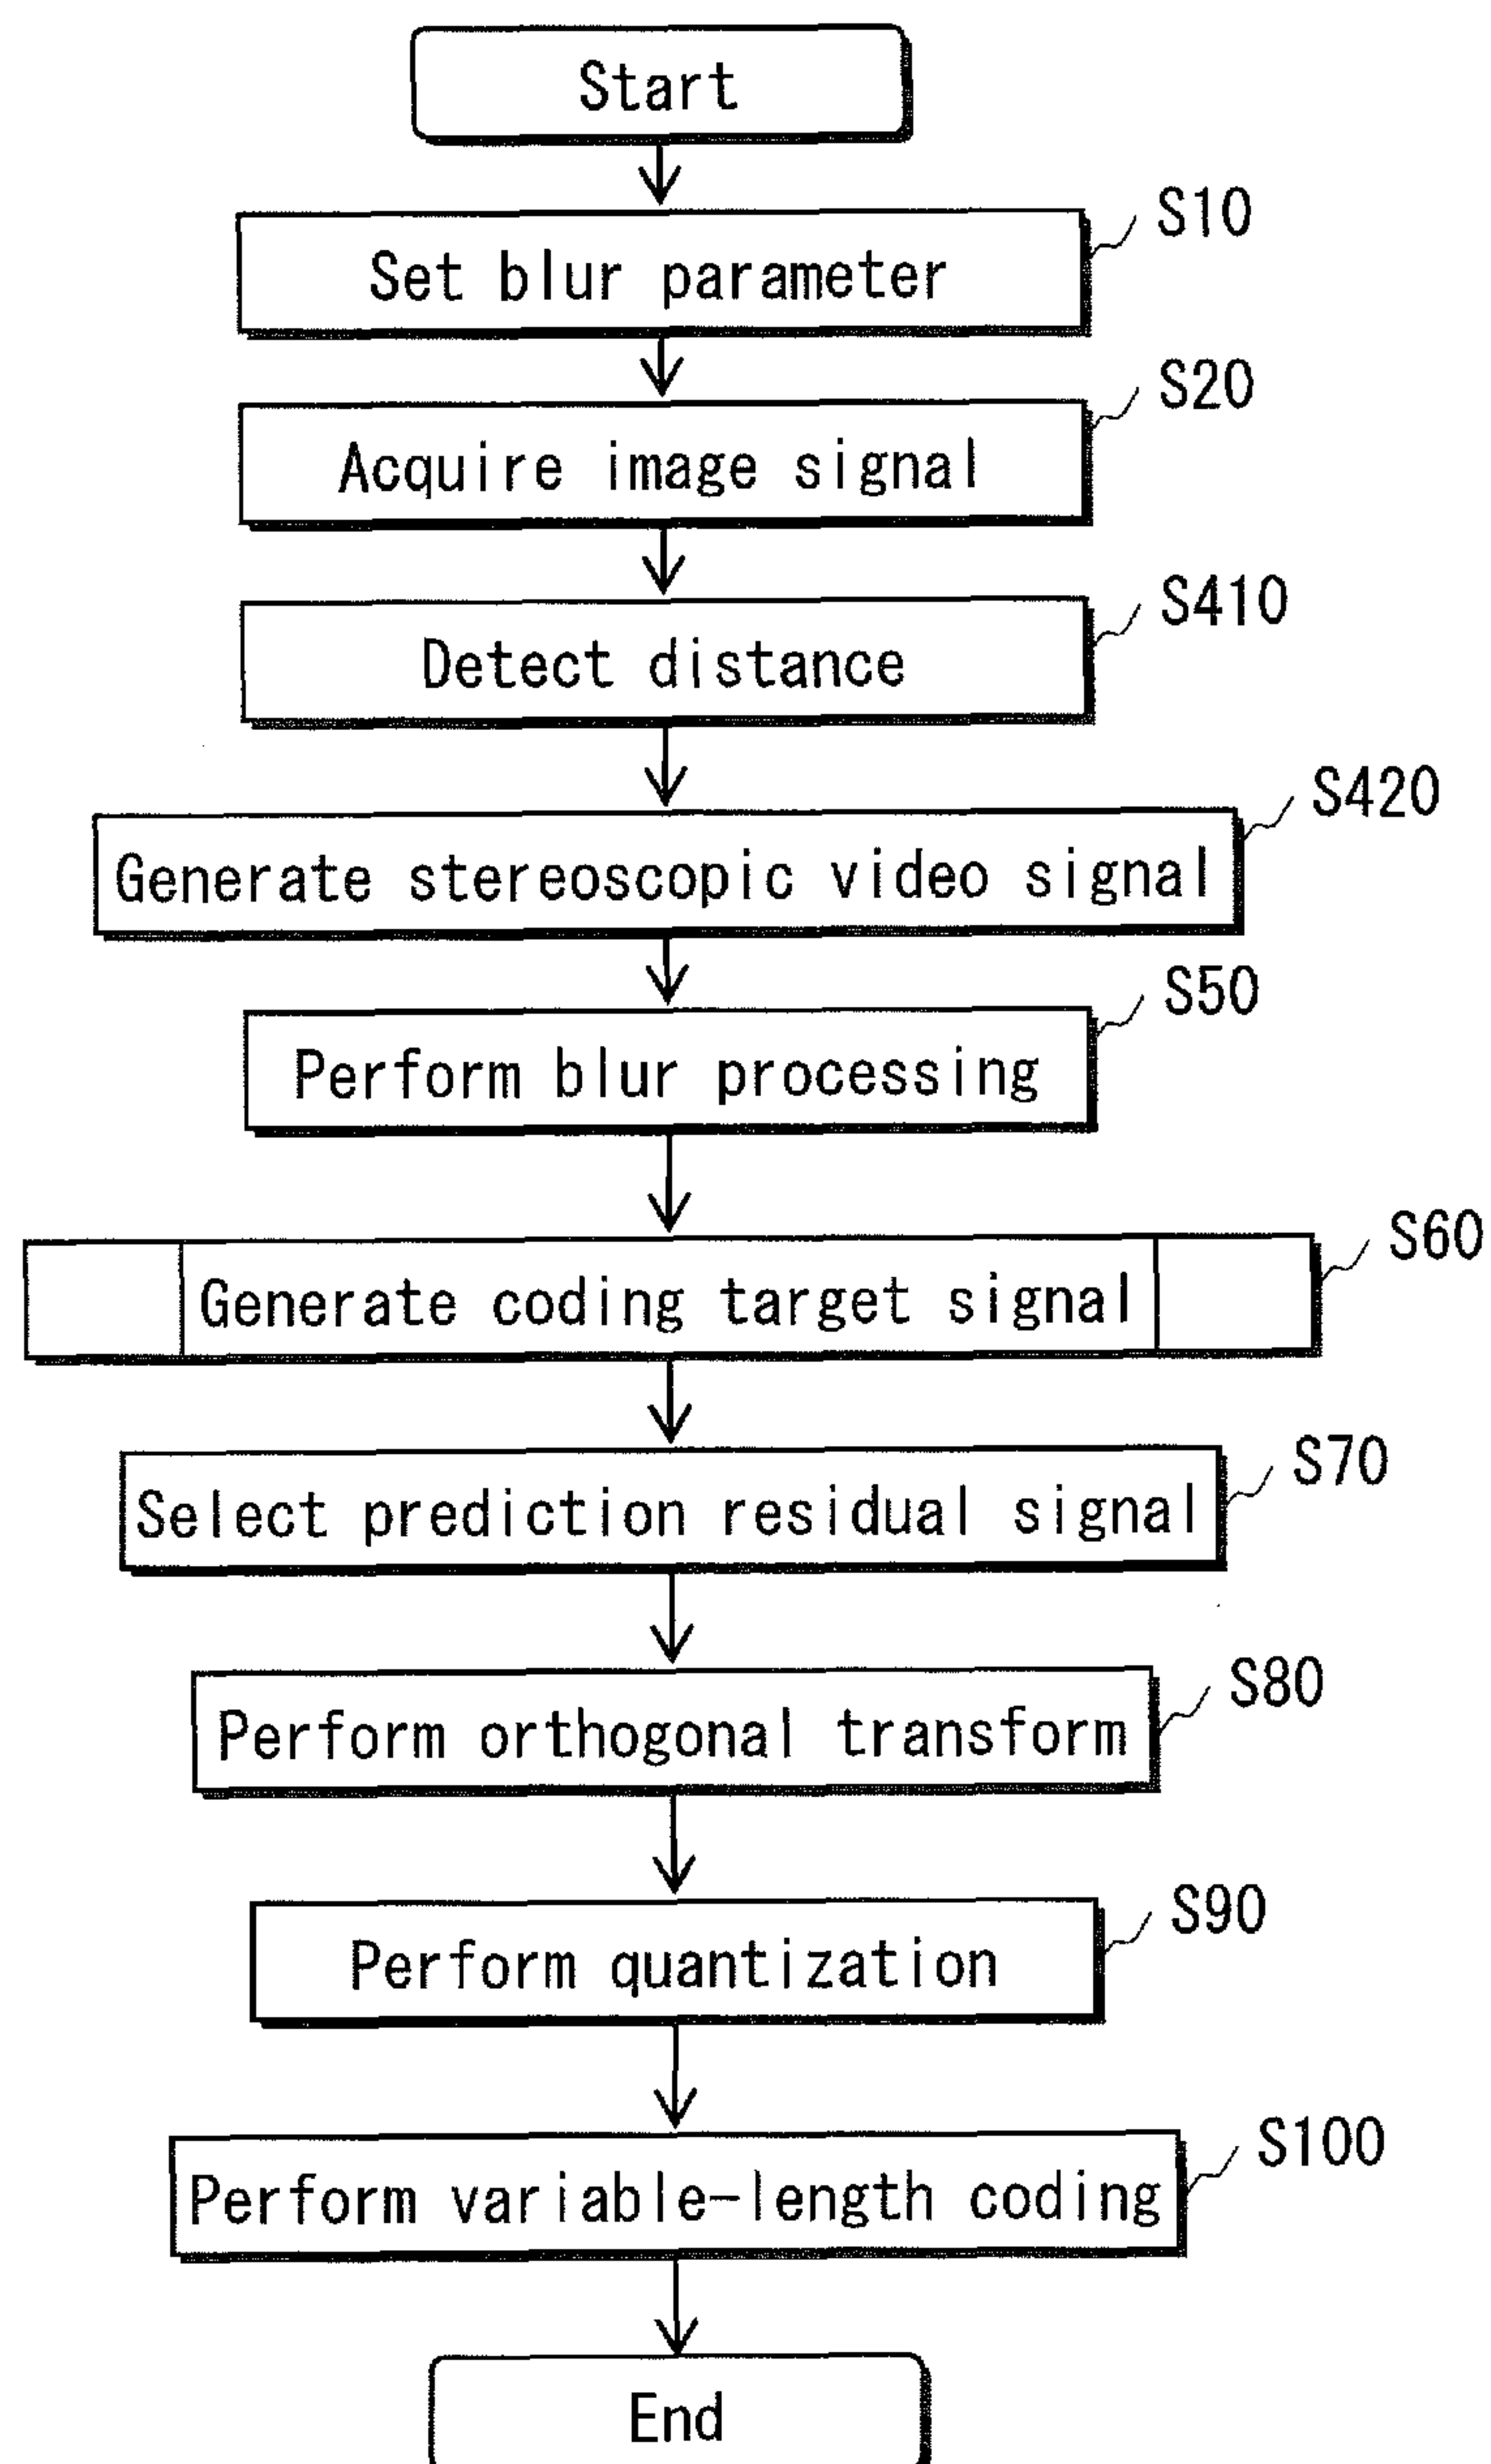 Start
S10
Set blur parameter
S20
Acquire image signal
S410
Detect distance
S420
Generate stereoscopic video signal
S50
Perform blur processing
S60
Generate coding target signal
S70
Select prediction residual signal
S80
Perform orthogonal transform
S90
Perform quantization
S100
Perform variable-length coding
End